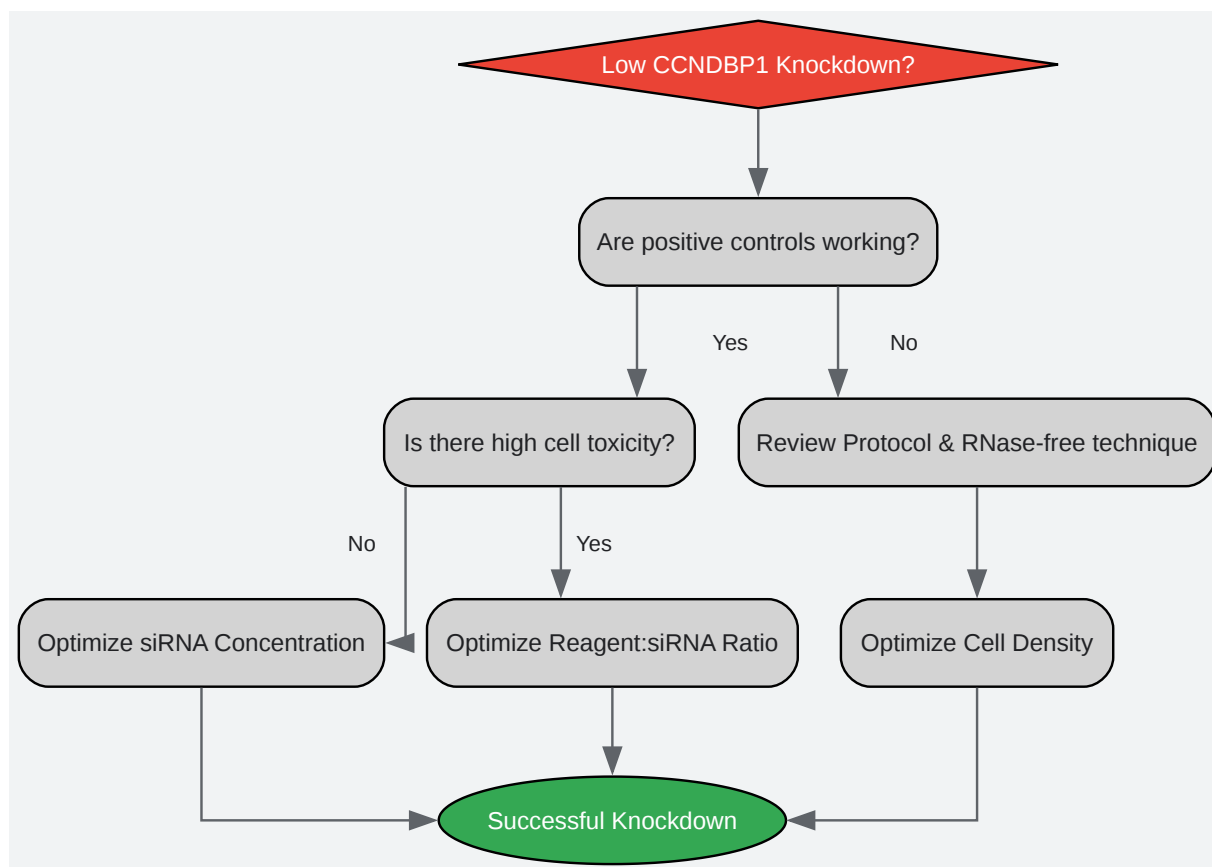 Low CCNDBP1 Knockdown?
Are positive controls working?
Yes
No
Is there high cell toxicity?
Review Protocol & RNase-free technique
No
Yes
Optimize siRNA Concentration
Optimize Reagent:siRNA Ratio
Optimize Cell Density
Successful Knockdown